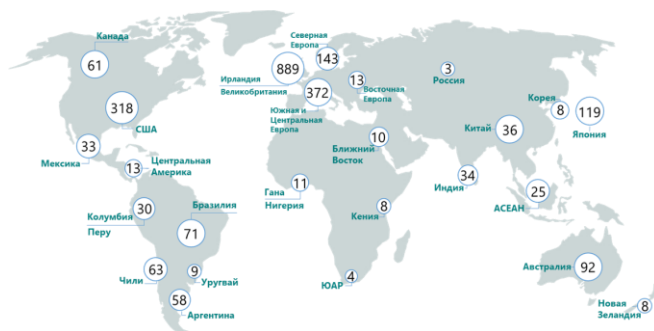 Канада
61
318
США
33
Мексика
13
Центральная
Америка
30
Колумбия
Перу
Бразилия
71
63
Чили
9
Уругвай
58
Аргентина
Северная
Европа
143
889
Ирландия
Великобритания
372
Южная и
Центральная
Европа
13
Восточная
Европа
3
Россия
10
Ближний
Восток
11
Гана
Нигерия
8
Кения
4
ЮАР
34
Индия
Китай
36
Корея
8
119
Япония
25
АСЕАН
Австралия
92
Новая
Зеландия
8